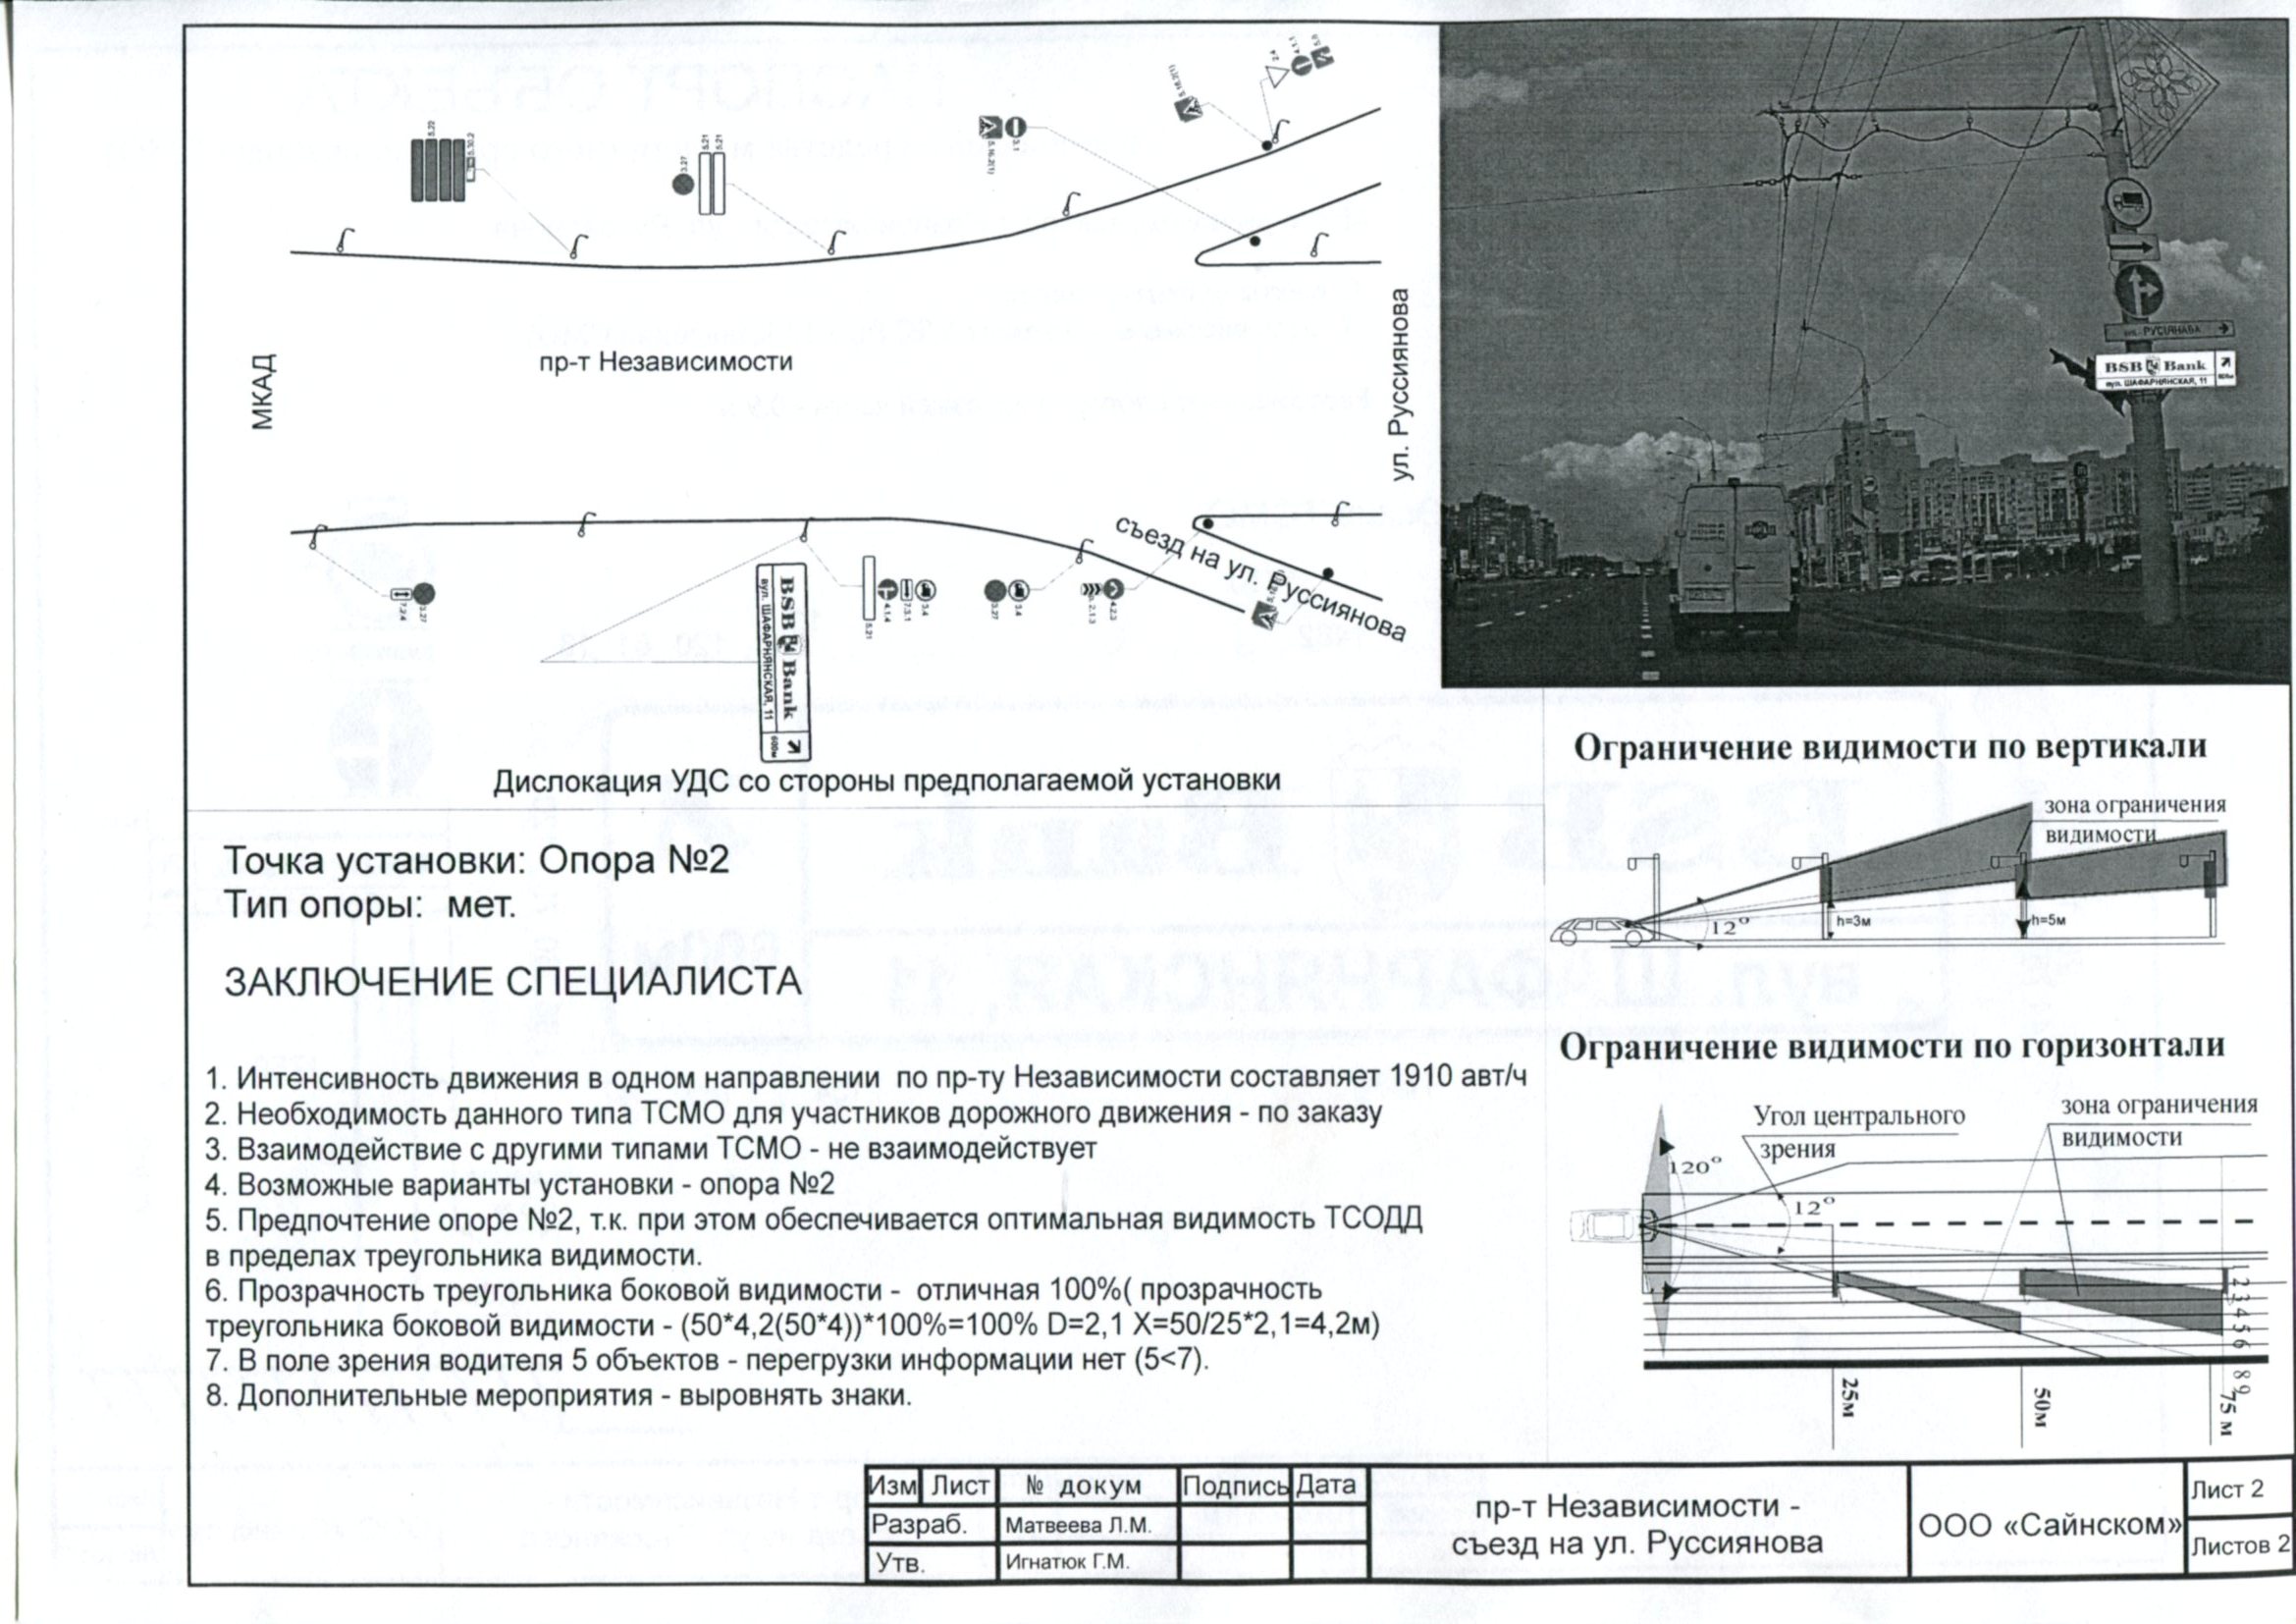 5.22
5.30.2
3.27
5.21
5.21
5.16.2(1)
3.1
5.16.2(1)
2.4
4.1.1
МКАД
пр-т Независимости
ул. Руссиянова
съезд на ул. Руссиянова
7.2.4
3.27
BSB Bank
вул. ШАФАРНЯНСКАЯ, 11
600м
5.21
4.1.4
7.3.1
3.4
3.27
3.4
2.1.3
4.2.3
Дислокация УДС со стороны предполагаемой установки
вул. РУСІЯНАВА
BSB Bank
вул. ШАФАРНЯНСКАЯ, 11
600м
Точка установки: Опора №2
Тип опоры: мет.
ЗАКЛЮЧЕНИЕ СПЕЦИАЛИСТА
1. Интенсивность движения в одном направлении по пр-ту Независимости составляет 1910 авт/ч
2. Необходимость данного типа ТСМО для участников дорожного движения - по заказу
3. Взаимодействие с другими типами ТСМО - не взаимодействует
4. Возможные варианты установки - опора №2
5. Предпочтение опоре №2, т.к. при этом обеспечивается оптимальная видимость ТСОДД
в пределах треугольника видимости.
6. Прозрачность треугольника боковой видимости - отличная 100%( прозрачность
треугольника боковой видимости - (50*4,2(50*4))*100%=100% D=2,1 X=50/25*2,1=4,2м)
7. В поле зрения водителя 5 объектов - перегрузки информации нет (5<7).
8. Дополнительные мероприятия - выровнять знаки.
Ограничение видимости по вертикали
зона ограничения
видимости
12°
h=3м
h=5м
Ограничение видимости по горизонтали
Угол центрального
зрения
зона ограничения
видимости
120°
12°
1 2 3 4 5 6 8 9
25м
50м
75 м
Изм Лист № докум Подпись Дата
Разраб. Матвеева Л.М.
Утв. Игнатюк Г.М.
пр-т Независимости -
съезд на ул. Руссиянова
ООО «Сайнском»
Лист 2
Листов 2